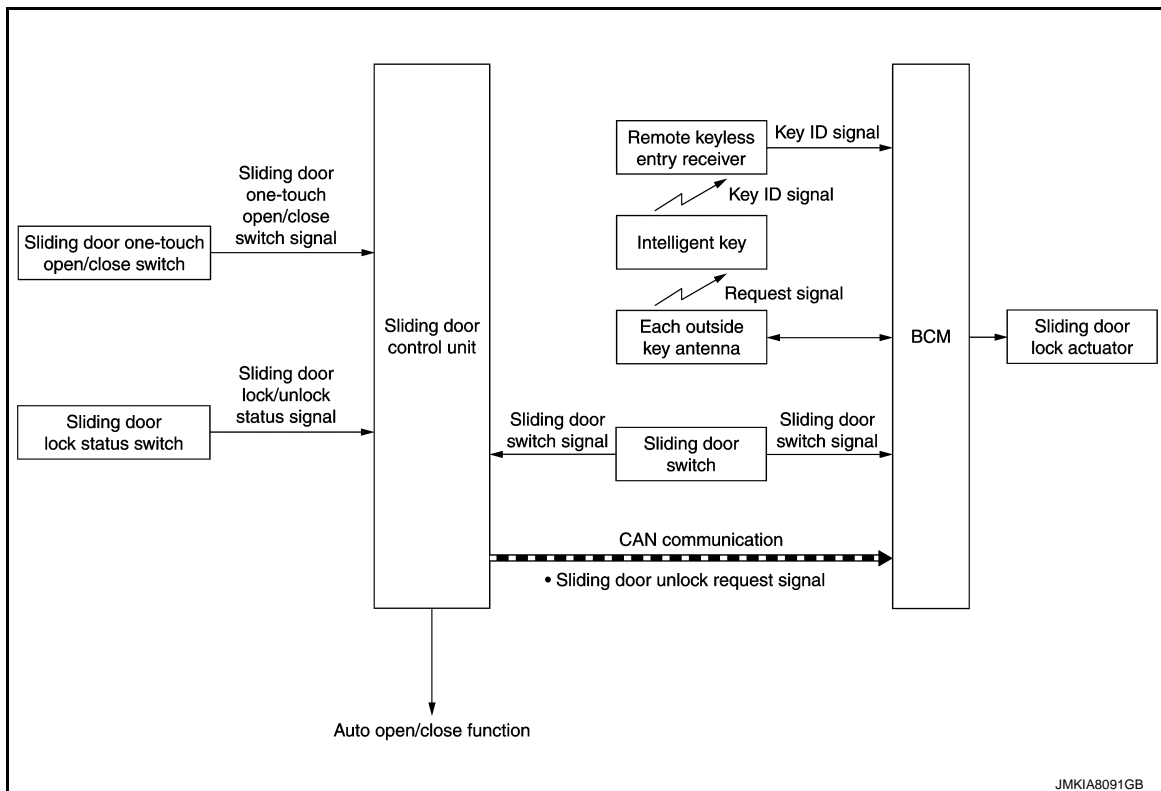 Sliding door one-touch
open/close switch
Sliding door
one-touch
open/close
switch signal
Sliding door
lock status switch
Sliding door
lock/unlock
status signal
Sliding door
control unit
Auto open/close function
Remote keyless
entry receiver
Key ID signal
Key ID signal
Intelligent key
Request signal
Each outside
key antenna
Sliding door
switch signal
Sliding door
switch
Sliding door
switch signal
CAN communication
• Sliding door unlock request signal
BCM
Sliding door
lock actuator
JMKIA8091GB